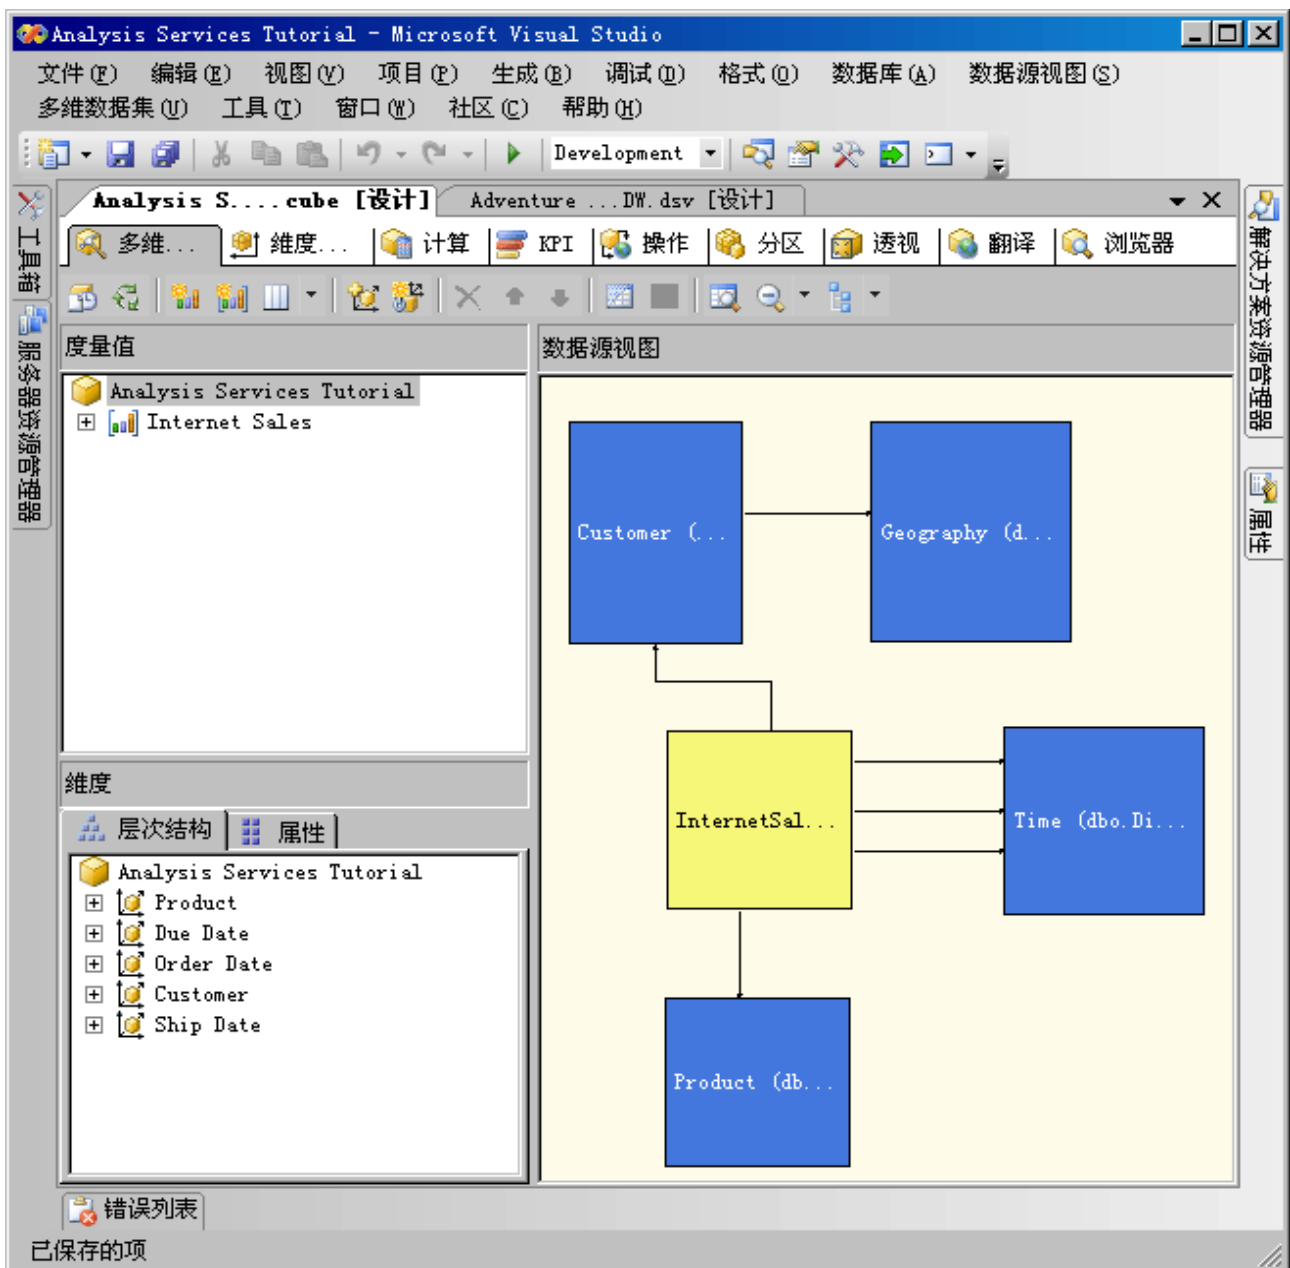 Analysis Services Tutorial - Microsoft Visual Studio
文件(F) 编辑(E) 视图(V) 项目(P) 生成(B) 调试(D) 格式(O) 数据库(A) 数据源视图(S)
多维数据集(U) 工具(T) 窗口(W) 社区(C) 帮助(H)
Development
Analysis S....cube [设计] Adventure ...DW.dsv [设计]
多维... 维度... 计算 KPI 操作 分区 透视 翻译 浏览器
工具箱
服务器资源管理器
度量值
Analysis Services Tutorial
Internet Sales
维度
层次结构 属性
Analysis Services Tutorial
Product
Due Date
Order Date
Customer
Ship Date
数据源视图
Customer (...
Geography (d...
InternetSal...
Time (dbo.Di...
Product (db...
解决方案资源管理器
属性
错误列表
已保存的项